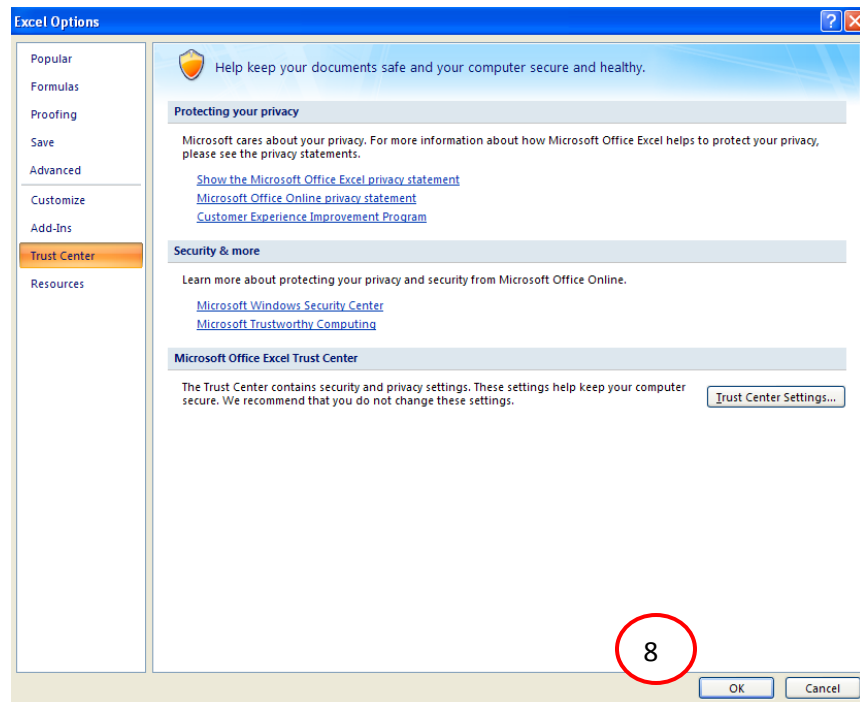 Excel Options
Popular
Formulas
Proofing
Save
Advanced
Customize
Add-Ins
Trust Center
Resources
Help keep your documents safe and your computer secure and healthy.
Protecting your privacy
Microsoft cares about your privacy. For more information about how Microsoft Office Excel helps to protect your privacy,
please see the privacy statements.
Show the Microsoft Office Excel privacy statement
Microsoft Office Online privacy statement
Customer Experience Improvement Program
Security & more
Learn more about protecting your privacy and security from Microsoft Office Online.
Microsoft Windows Security Center
Microsoft Trustworthy Computing
Microsoft Office Excel Trust Center
The Trust Center contains security and privacy settings. These settings help keep your computer
secure. We recommend that you do not change these settings.
Trust Center Settings...
8
OK
Cancel